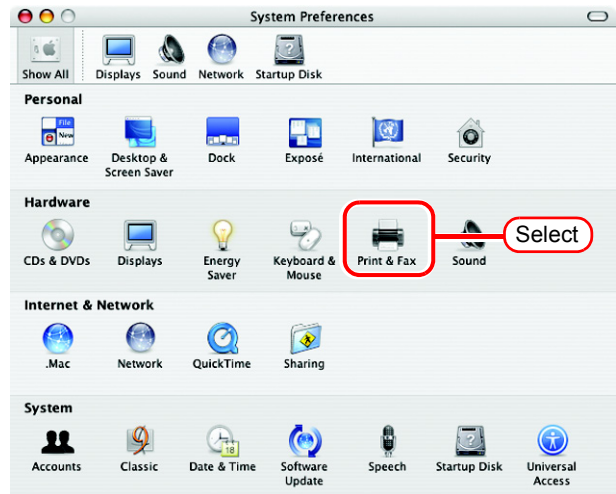 System Preferences
Show All Displays Sound Network Startup Disk
Personal
File
New
Appearance Desktop & Screen Saver Dock Exposé International Security
Hardware
CDs & DVDs Displays Energy Saver Keyboard & Mouse Print & Fax Sound
Select
Internet & Network
.Mac Network QuickTime Sharing
System
18
Accounts Classic Date & Time Software Update Speech Startup Disk Universal Access